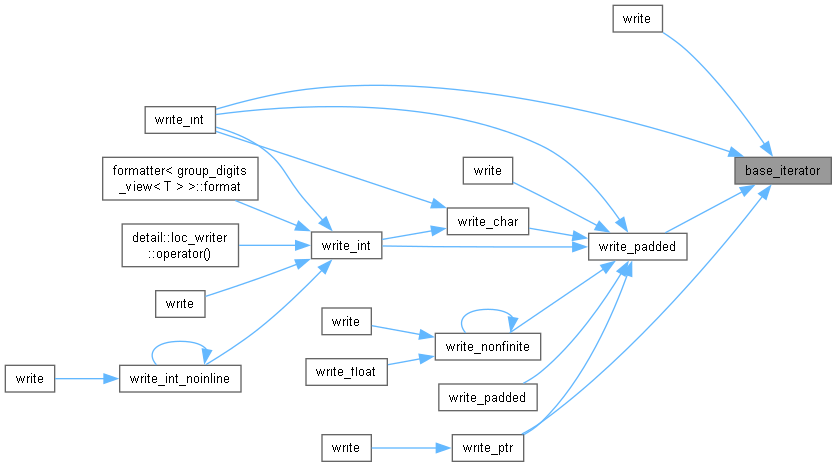 write
write_int
base_iterator
formatter< group_digits
_view< T > >::format
write
write_char
detail::loc_writer
::operator()
write_int
write_padded
write
write
write_nonfinite
write_float
write
write_int_noinline
write_padded
write
write_ptr